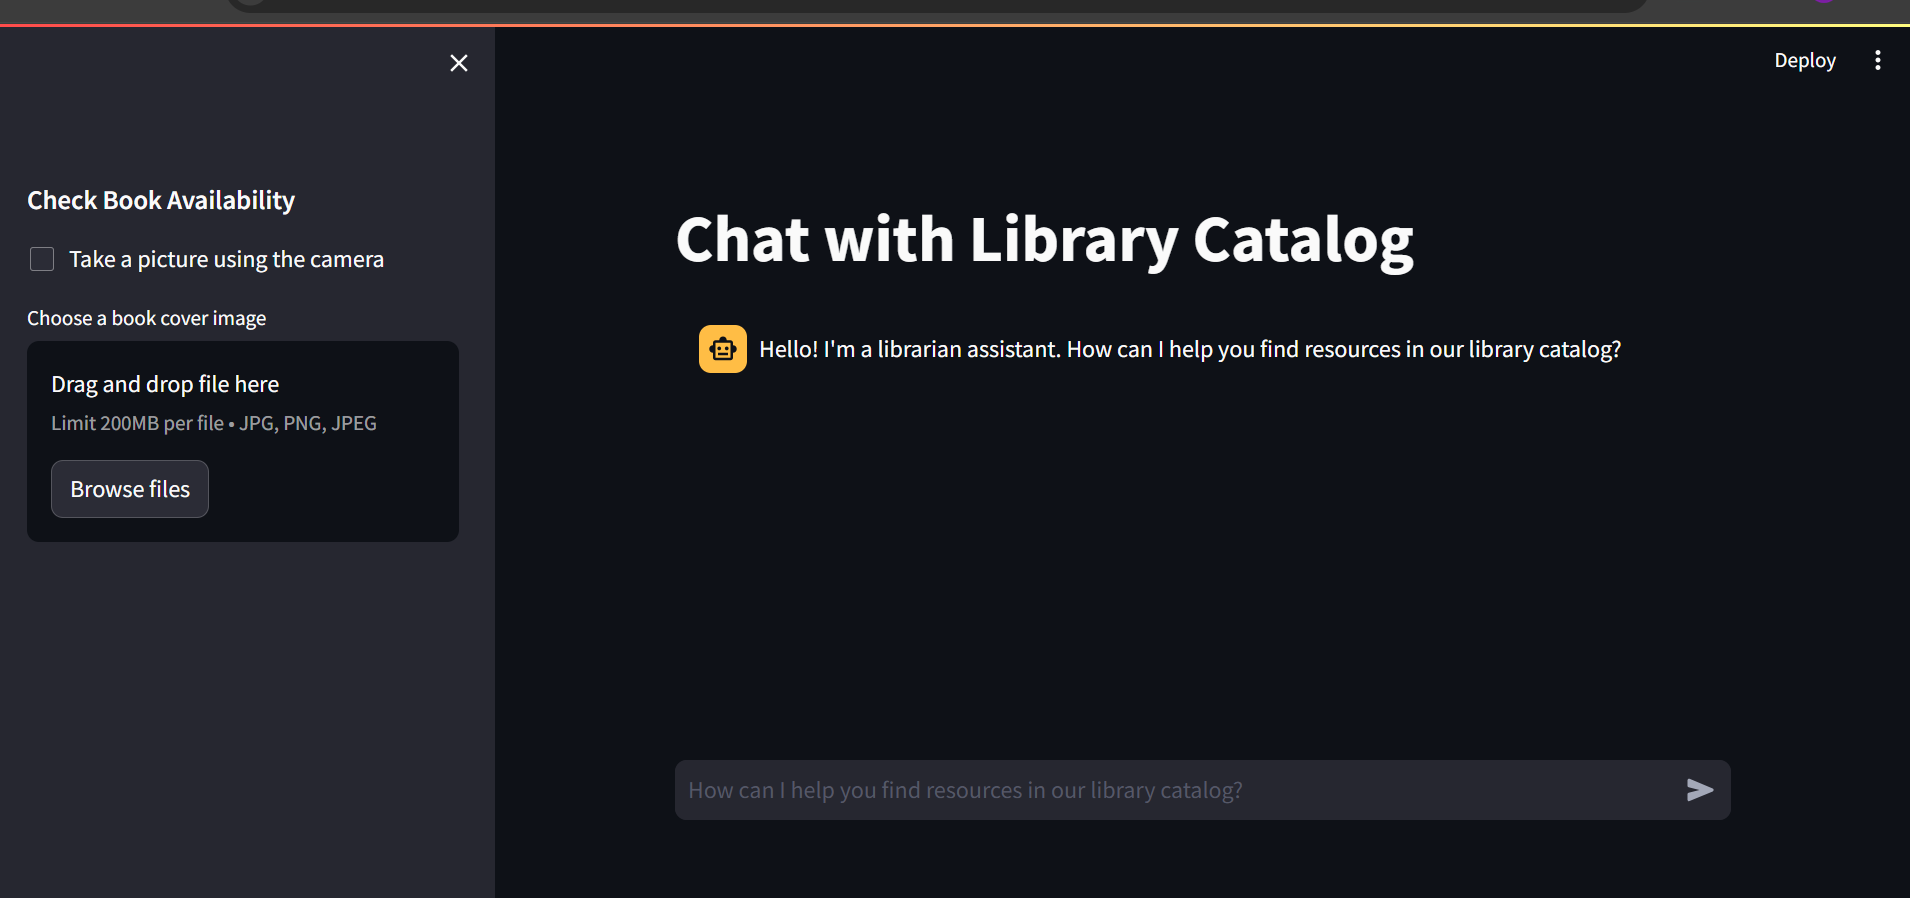 Deploy
Check Book Availability
Take a picture using the camera
Choose a book cover image
Drag and drop file here
Limit 200MB per file • JPG, PNG, JPEG
Browse files
Chat with Library Catalog
Hello! I'm a librarian assistant. How can I help you find resources in our library catalog?
How can I help you find resources in our library catalog?